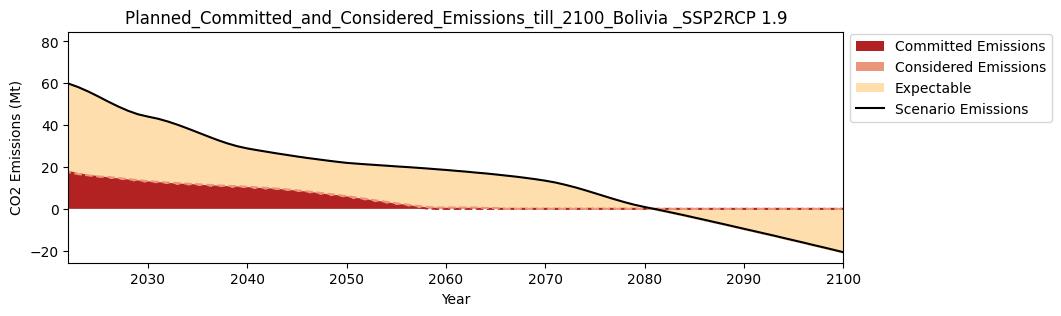 Planned_Committed_and_Considered_Emissions_till_2100_Bolivia _SSP2RCP 1.9
80
60
40
20
0
−20
CO2 Emissions (Mt)
2030 2040 2050 2060 2070 2080 2090 2100
Year
Committed Emissions
Considered Emissions
Expectable
Scenario Emissions